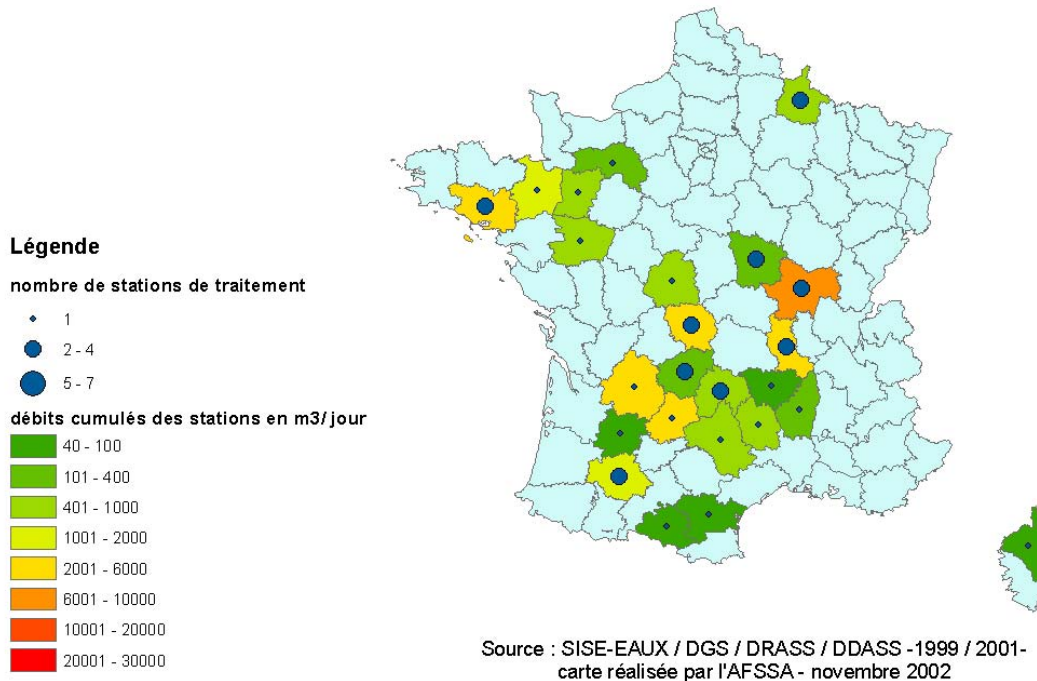 Légende
nombre de stations de traitement
1
2 - 4
5 - 7
débits cumulés des stations en m3/ jour
40 - 100
101 - 400
401 - 1000
1001 - 2000
2001 - 6000
6001 - 10000
10001 - 20000
20001 - 30000
Source : SISE-EAUX / DGS / DRASS / DDASS -1999 / 2001-
carte réalisée par l'AFSSA - novembre 2002